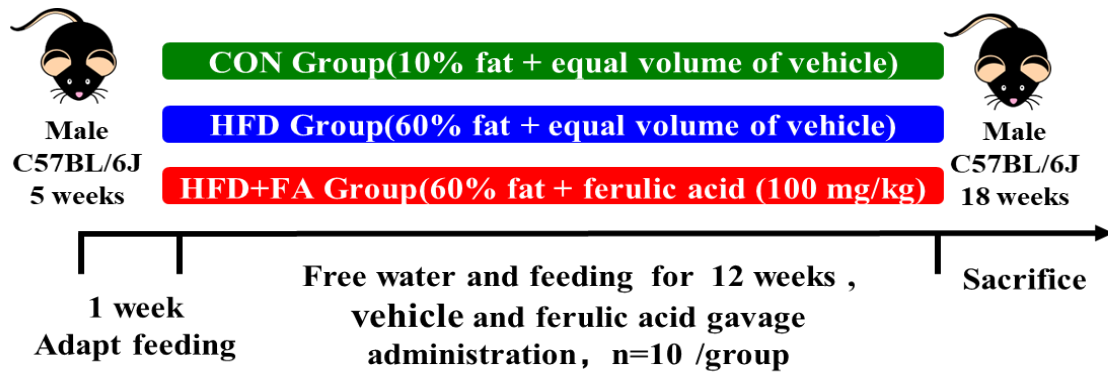 CON Group(10% fat + equal volume of vehicle)
HFD Group(60% fat + equal volume of vehicle)
HFD+FA Group(60% fat + ferulic acid (100 mg/kg)
Male
C57BL/6J
5 weeks
Male
C57BL/6J
18 weeks
1 week
Adapt feeding
Free water and feeding for 12 weeks ,
vehicle and ferulic acid gavage
administration, n=10 /group
Sacrifice